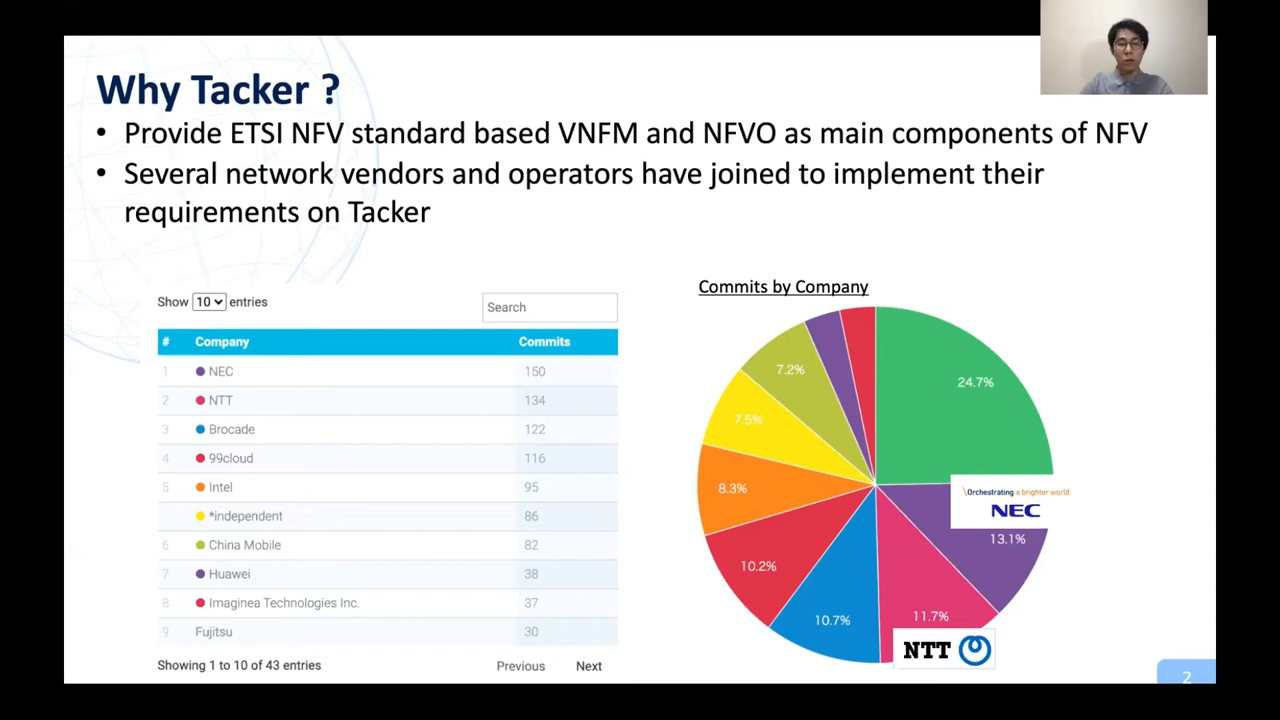 Why Tacker ?
• Provide ETSI NFV standard based VNFM and NFVO as main components of NFV
• Several network vendors and operators have joined to implement their
requirements on Tacker
Show 10 entries
Search
# Company Commits
1 NEC 150
2 NTT 134
3 Brocade 122
4 99cloud 116
5 Intel 95
*independent 86
6 China Mobile 82
7 Huawei 38
8 Imaginea Technologies Inc. 37
9 Fujitsu 30
Showing 1 to 10 of 43 entries
Previous Next
Commits by Company
24.7%
7.2%
7.5%
8.3%
\Orchestrating a brighter world
NEC
13.1%
10.2%
11.7%
10.7%
NTT
2